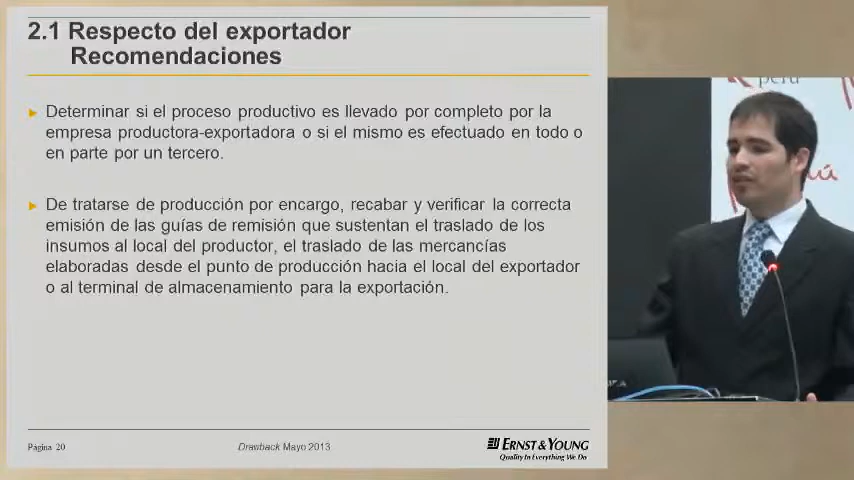 2.1 Respecto del exportador
Recomendaciones
Determinar si el proceso productivo es llevado por completo por la
empresa productora-exportadora o si el mismo es efectuado en todo o
en parte por un tercero.
De tratarse de producción por encargo, recabar y verificar la correcta
emisión de las guías de remisión que sustentan el traslado de los
insumos al local del productor, el traslado de las mercancías
elaboradas desde el punto de producción hacia el local del exportador
o al terminal de almacenamiento para la exportación.
Página 20
Drawback Mayo 2013
ERNST & YOUNG
Quality In Everything We Do
perú